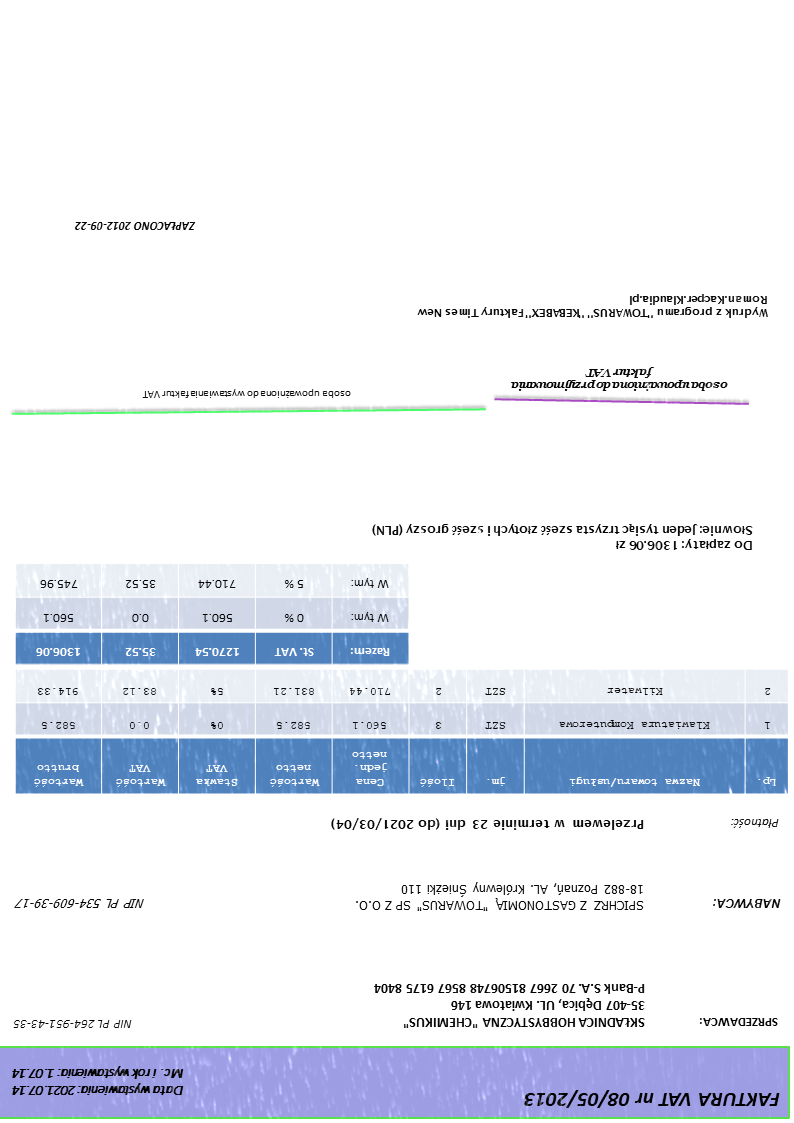 FAKTURA VAT nr 08/05/2013
Data wystawienia: 2021.07.14
Mc. i rok wystawienia: 1.07.14
SPRZEDAWCA:
SKŁADNICA HOBBYSTYCZNA "CHEMIKUS"
35-407 Dębica, UL. Kwiatowa 146
P-Bank S.A. 70 2667 81506748 8567 6175 8404
NIP PL 264-951-43-35
NABYWCA:
SPICHRZ Z GASTONOMIĄ "TOWARUS" SP Z O.O.
18-882 Poznań, AL. Królewny Śnieżki 110
NIP PL 534-609-39-17
Płatność:
Przelewem w terminie 23 dni (do 2021/03/04)
Lp. Nazwa towaru/usługi jm. Ilość Cena jedn. netto Wartość netto Stawka VAT Wartość VAT Wartość brutto
1 Klawiatura Komputerowa SZT 3 560.1 582.5 0% 0.0 582.5
2 Kilwater SZT 2 710.44 831.21 5% 83.12 914.33
Razem: St. VAT 1270.54 35.52 1306.06
W tym: 0 % 560.1 0.0 560.1
W tym: 5 % 710.44 35.52 745.96
Do zapłaty: 1306.06 zł
Słownie: jeden tysiąc trzysta sześć złotych i sześć groszy (PLN)
osoba upoważniona do przyjmowania
faktur VAT
osoba upoważniona do wystawiania faktur VAT
Wydruk z programu "TOWARUS" "KEBABEX" Faktury Times New
Roman.Kacper.Klaudia.pl
ZAPŁACONO 2012-09-22